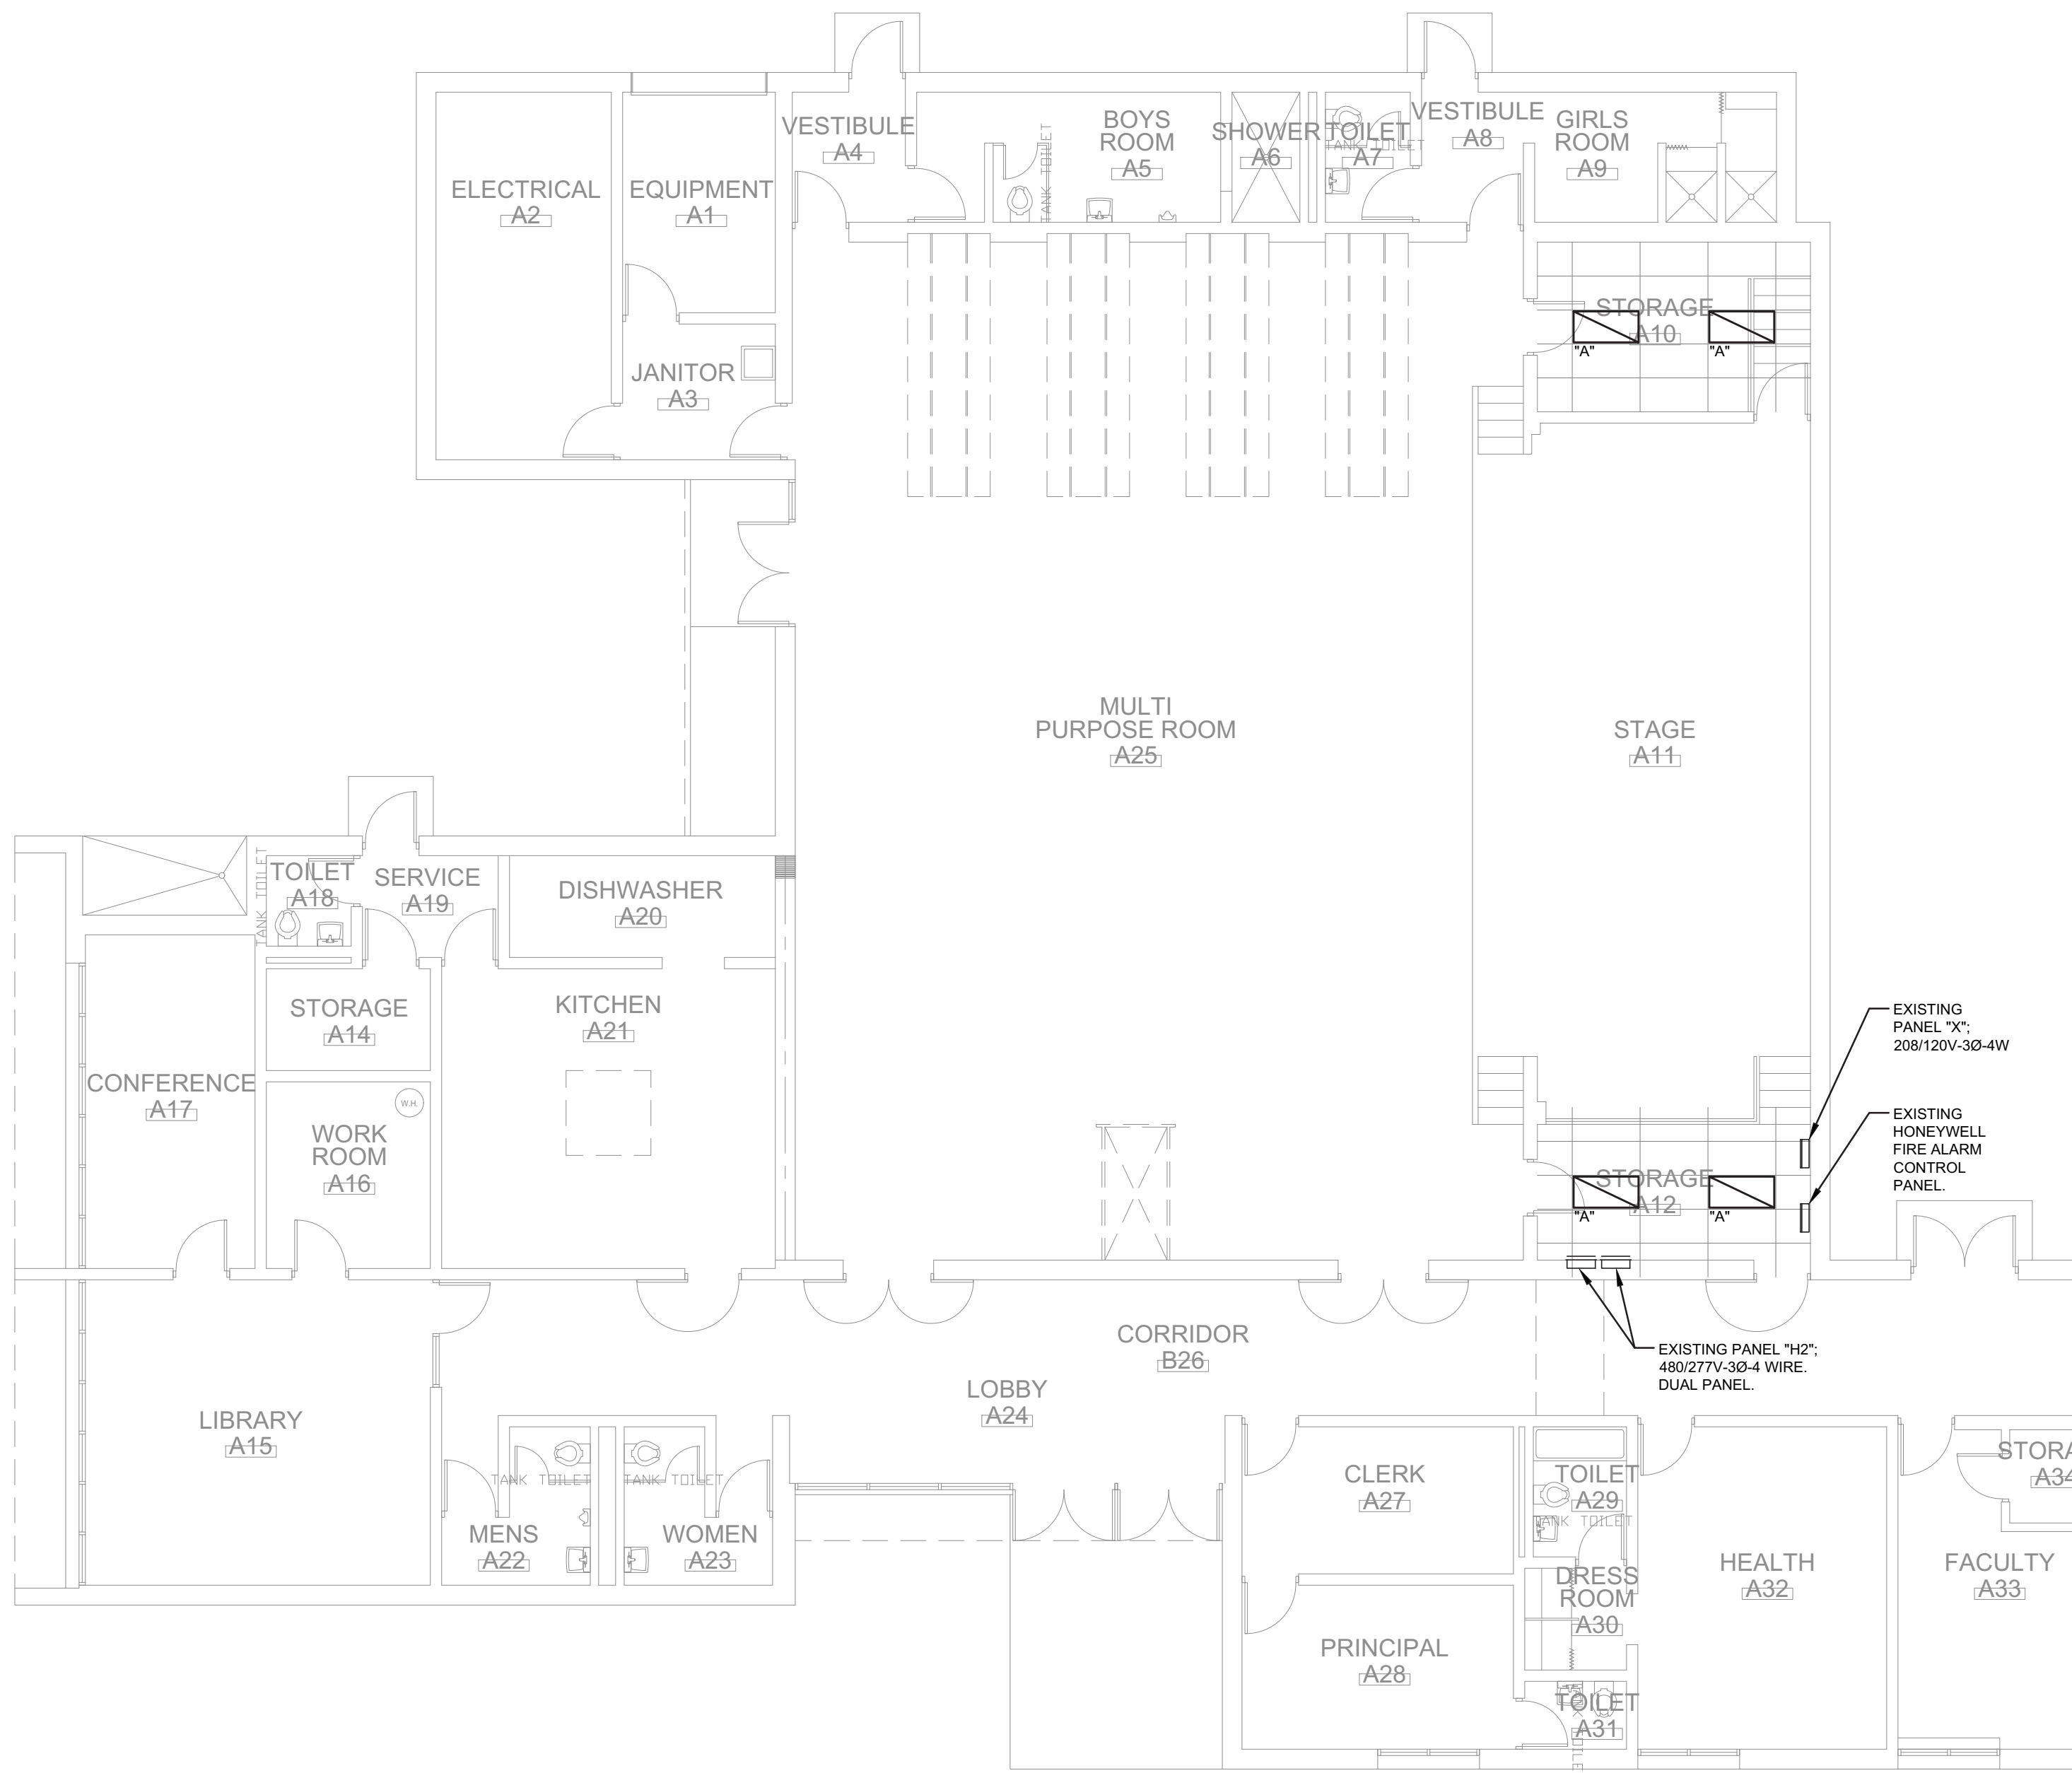 VESTIBULE
A4
BOYS
ROOM
A5
SHOWER
A6
TOILET
A7
VESTIBULE
A8
GIRLS
ROOM
A9
TANK TOILET
TANK TOILET
ELECTRICAL
A2
EQUIPMENT
A1
JANITOR
A3
STORAGE
A10
"A"
"A"
MULTI
PURPOSE ROOM
A25
STAGE
A11
TOILET
A18
TANK TOILET
SERVICE
A19
DISHWASHER
A20
STORAGE
A14
KITCHEN
A21
CONFERENCE
A17
W.H.
WORK
ROOM
A16
EXISTING
PANEL "X";
208/120V-3Ø-4W
EXISTING
HONEYWELL
FIRE ALARM
CONTROL
PANEL.
STORAGE
A12
"A"
"A"
EXISTING PANEL "H2";
480/277V-3Ø-4 WIRE.
DUAL PANEL.
CORRIDOR
B26
LOBBY
A24
LIBRARY
A15
TANK TOILET
TANK TOILET
MENS
A22
WOMEN
A23
CLERK
A27
TOILET
A29
TANK TOILET
DRESS
ROOM
A30
HEALTH
A32
FACULTY
A33
STORA
A34
PRINCIPAL
A28
TOILET
A31